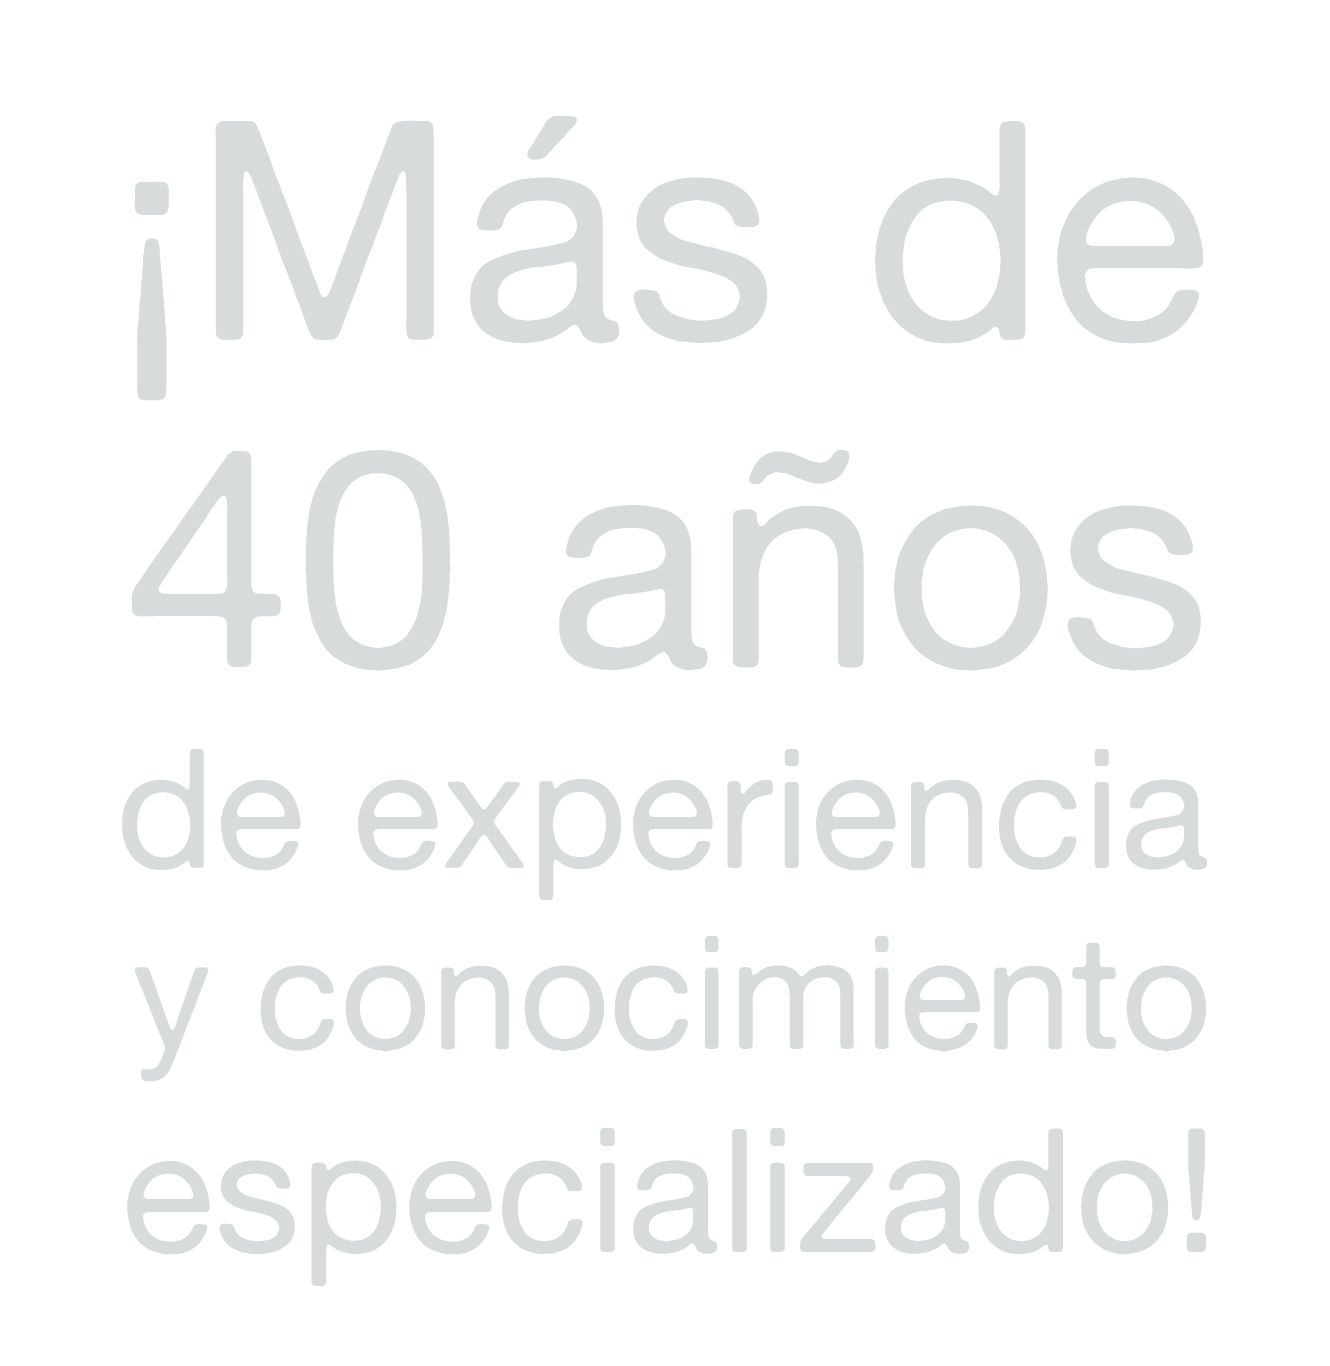 ¡Más de
40 años
de experiencia
y conocimiento
especializado!